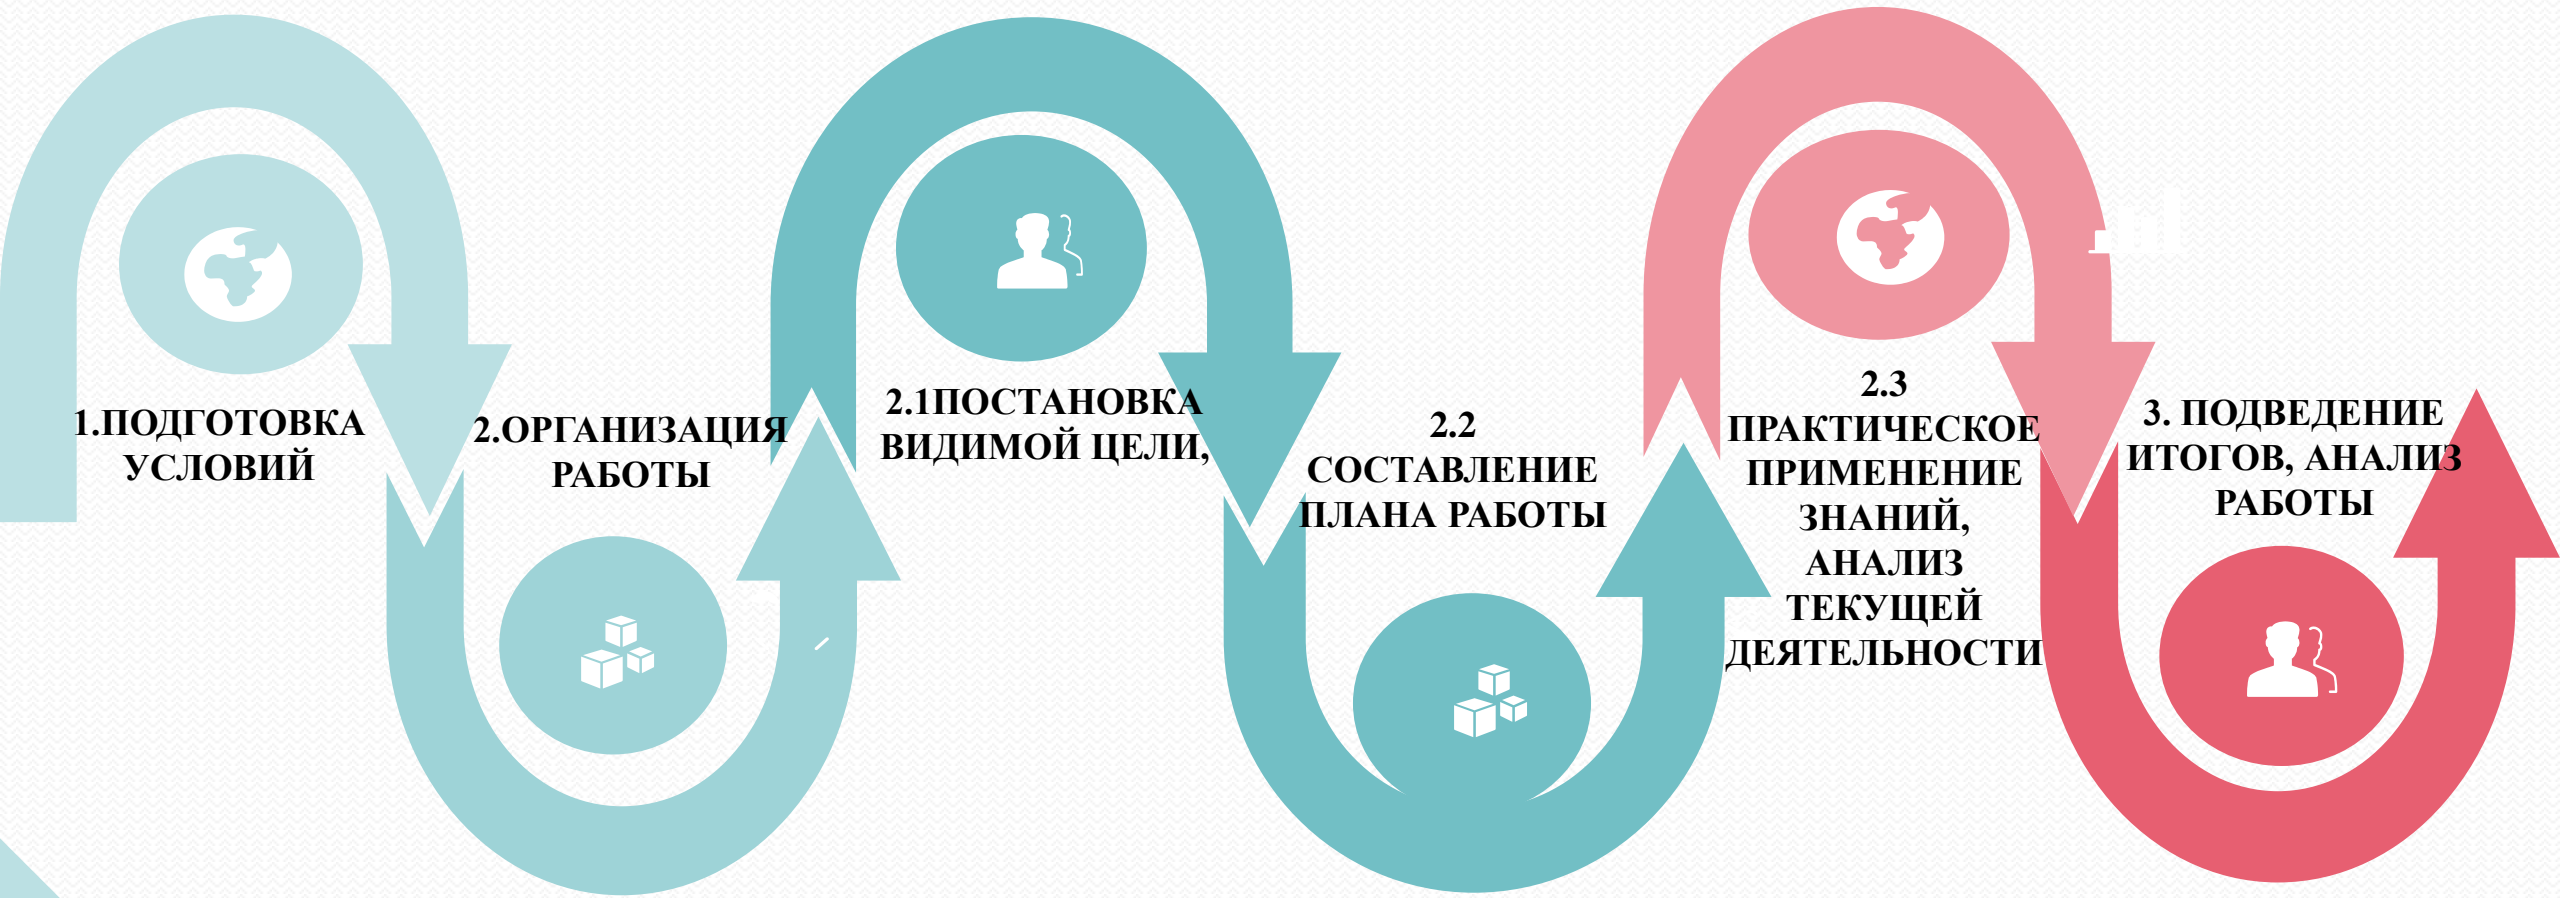 1.ПОДГОТОВКА
УСЛОВИЙ
2.ОРГАНИЗАЦИЯ
РАБОТЫ
2.1ПОСТАНОВКА
ВИДИМОЙ ЦЕЛИ,
2.2
СОСТАВЛЕНИЕ
ПЛАНА РАБОТЫ
2.3
ПРАКТИЧЕСКОЕ
ПРИМЕНЕНИЕ
ЗНАНИЙ,
АНАЛИЗ
ТЕКУЩЕЙ
ДЕЯТЕЛЬНОСТИ
3. ПОДВЕДЕНИЕ
ИТОГОВ, АНАЛИЗ
РАБОТЫ